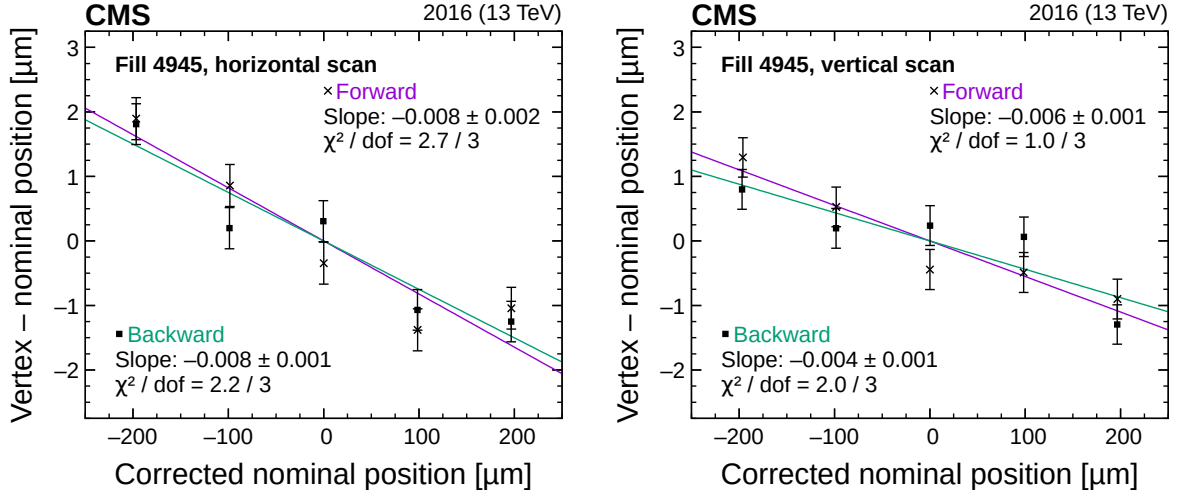 CMS 2016 (13 TeV)
Vertex – nominal position [μm]
3
2
1
0
–1
–2
Fill 4945, horizontal scan
× Forward
Slope: –0.008 ± 0.002
χ² / dof = 2.7 / 3
Backward
Slope: –0.008 ± 0.001
χ² / dof = 2.2 / 3
–200 –100 0 100 200
Corrected nominal position [μm]
CMS 2016 (13 TeV)
Vertex – nominal position [μm]
3
2
1
0
–1
–2
Fill 4945, vertical scan
× Forward
Slope: –0.006 ± 0.001
χ² / dof = 1.0 / 3
Backward
Slope: –0.004 ± 0.001
χ² / dof = 2.0 / 3
–200 –100 0 100 200
Corrected nominal position [μm]